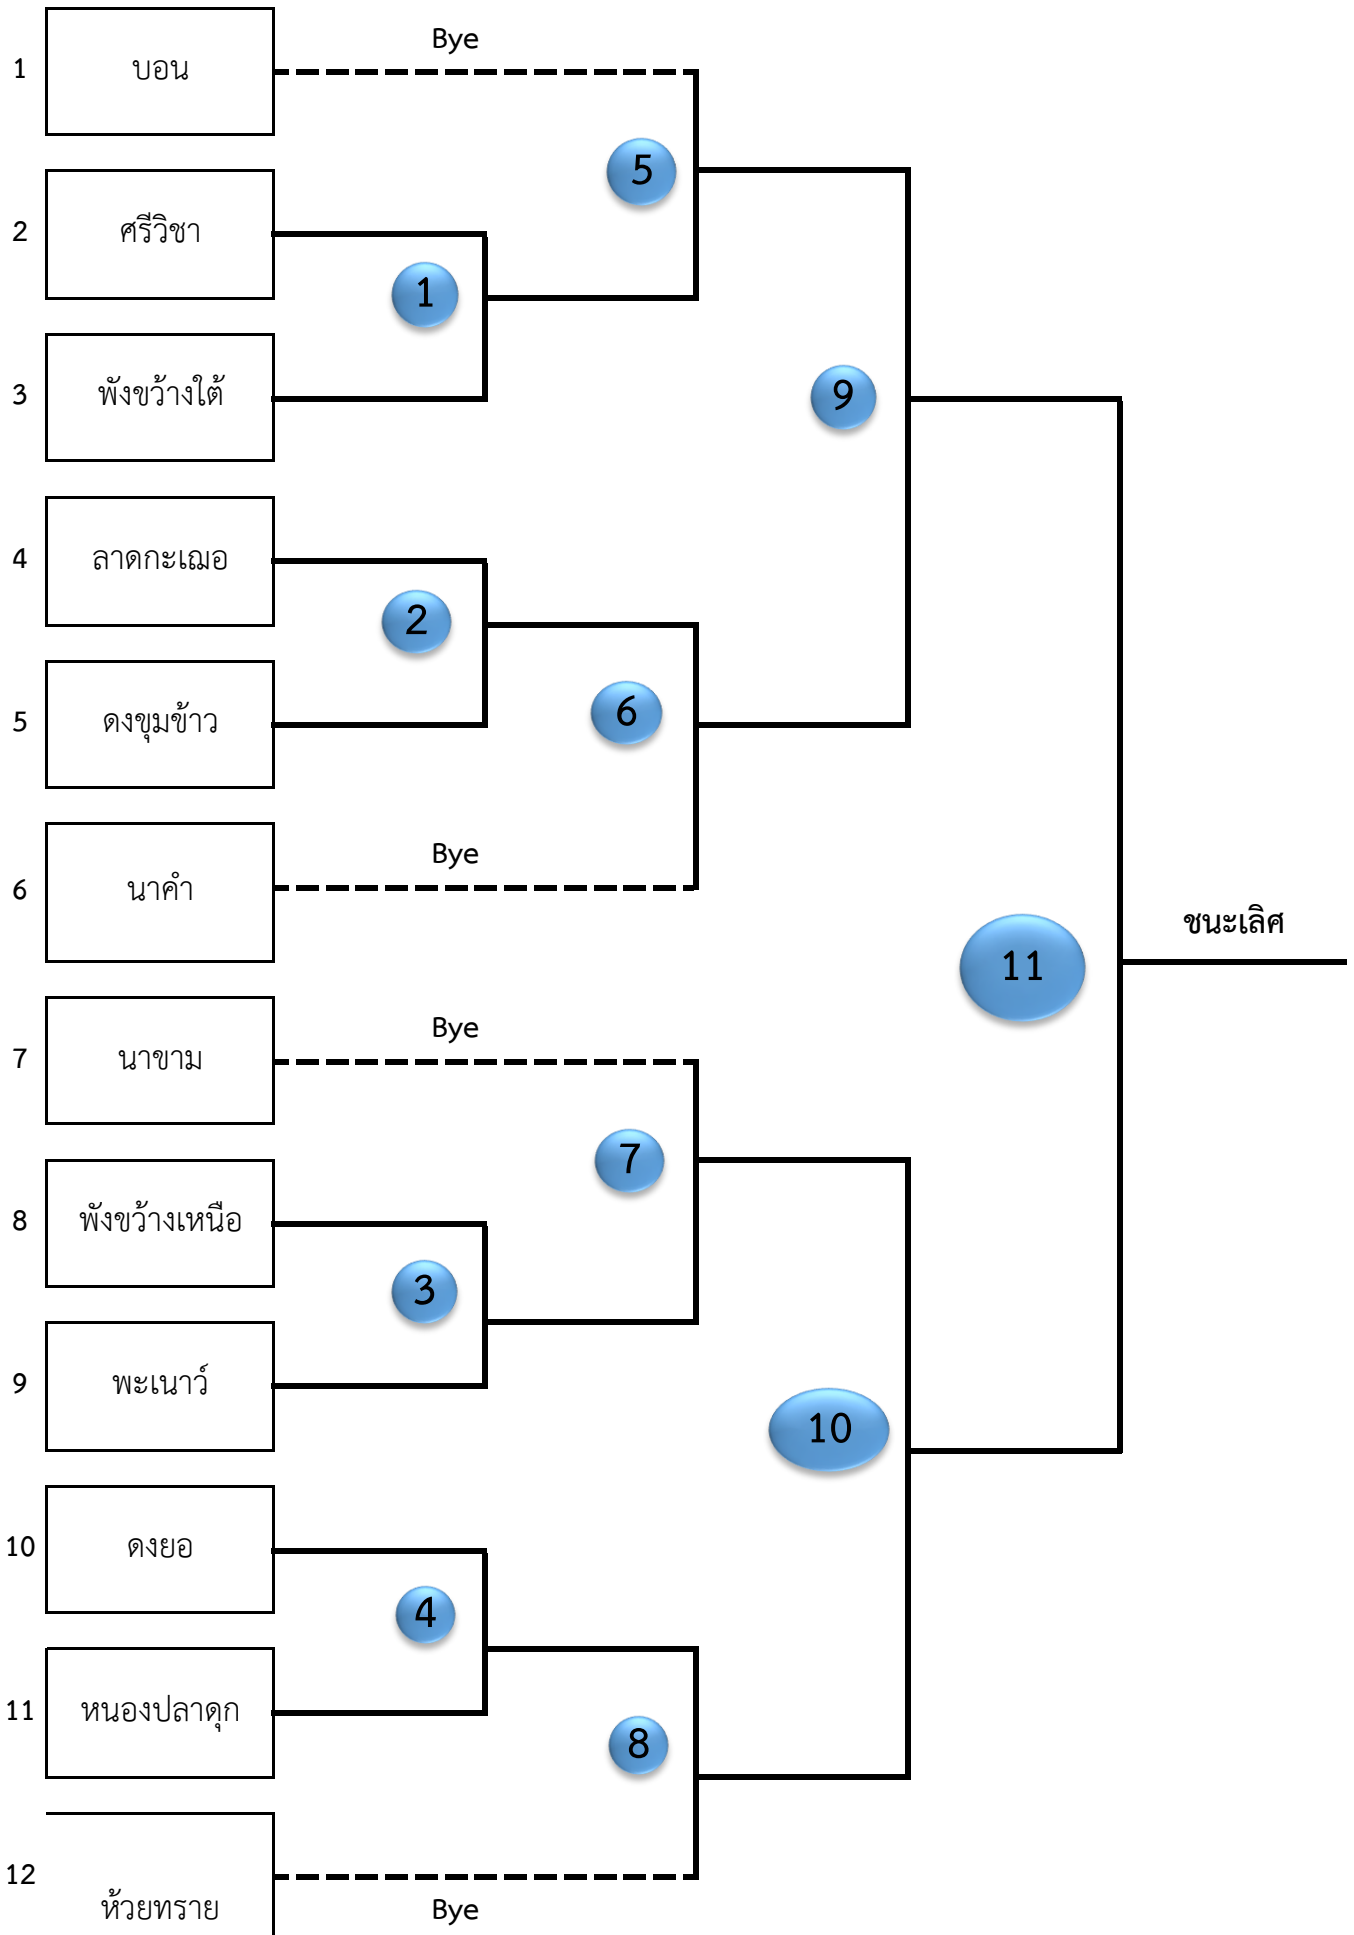 Bye
1 บอน
5
2 ศรีวิชา
1
3 พังขว้างใต้
9
4 ลาดกะเฌอ
2
6
5 ดงขุมข้าว
Bye
6 นาคำ
ชนะเลิศ
11
Bye
7 นาขาม
7
8 พังขว้างเหนือ
3
9 พะเนาว์
10
10 ดงยอ
4
11 หนองปลาดุก
8
12
ห้วยทราย
Bye